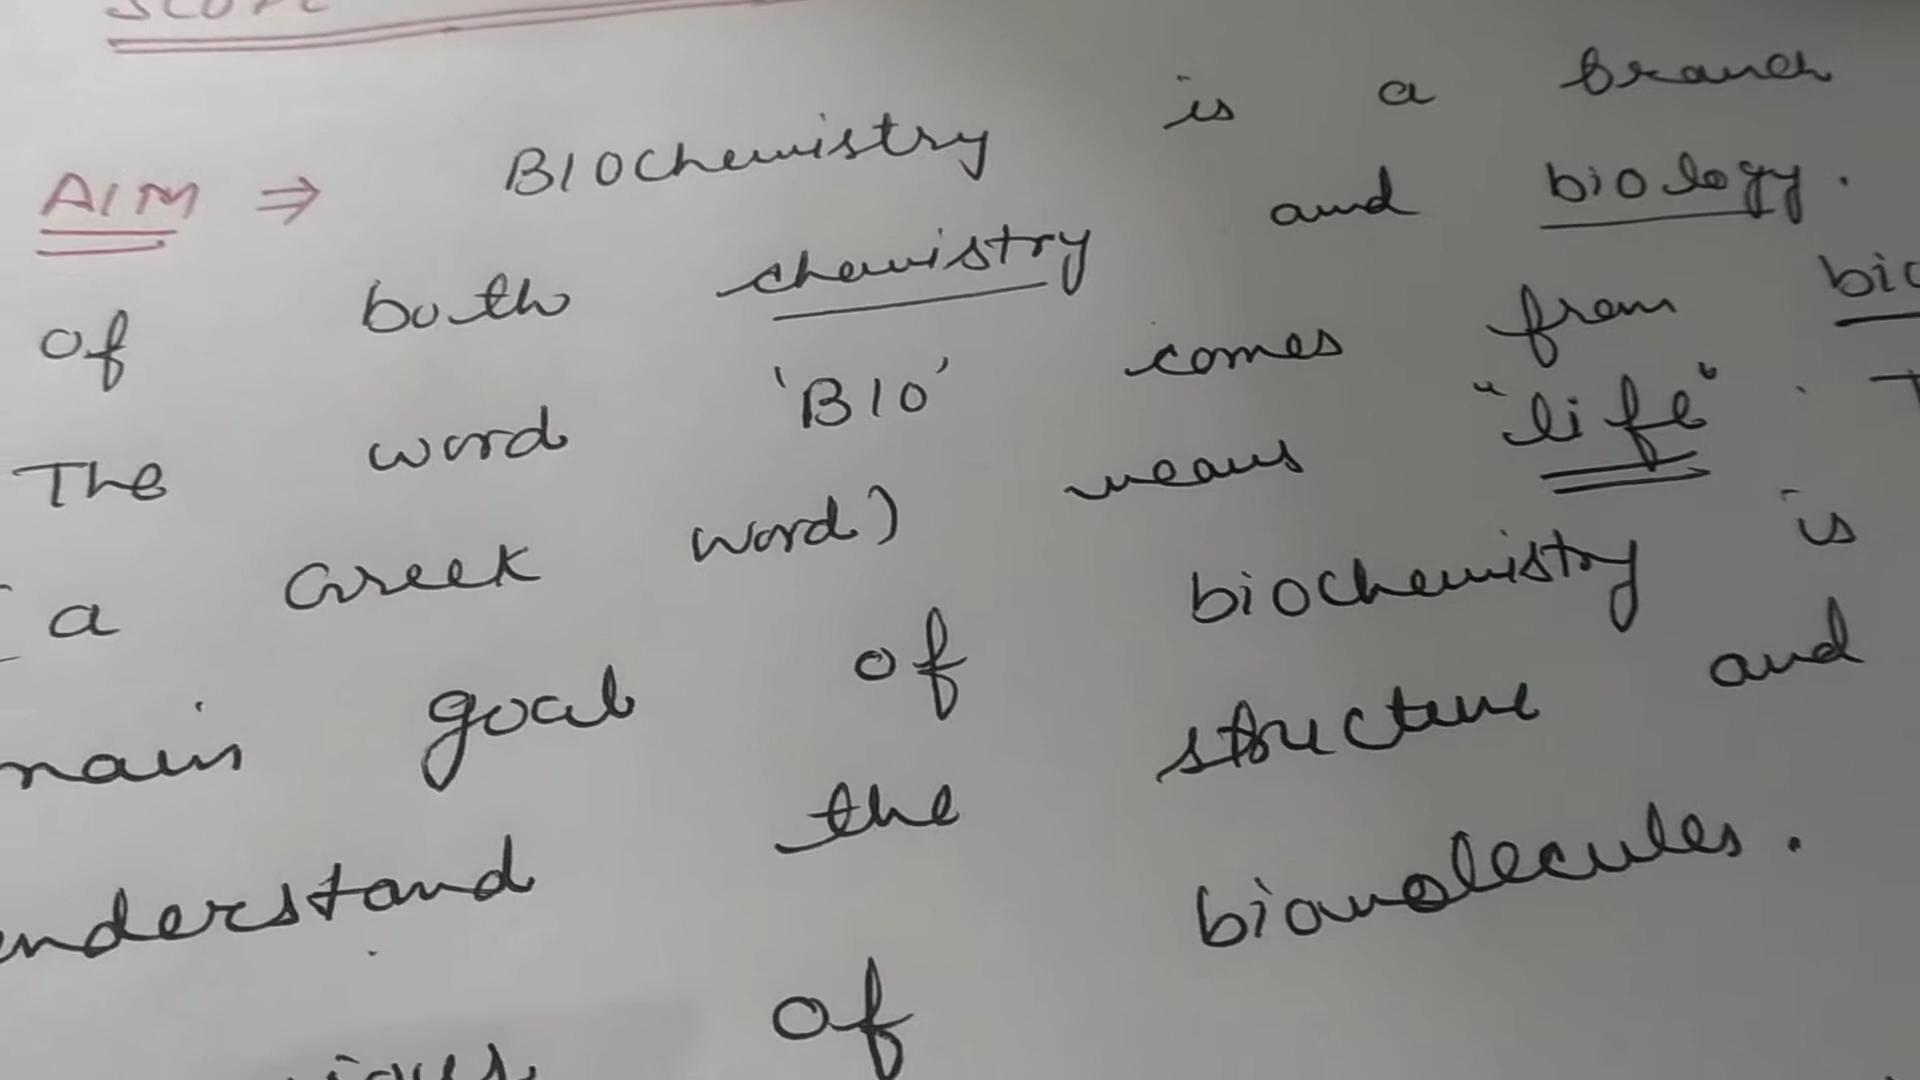 SCOPE
AIM ⇒ BIOchemistry is a branch
of both chemistry and biology.
The word 'BIO' comes from
a Greek word) means "life".
main goal of biochemistry is
understand the structure and
of biomolecules.